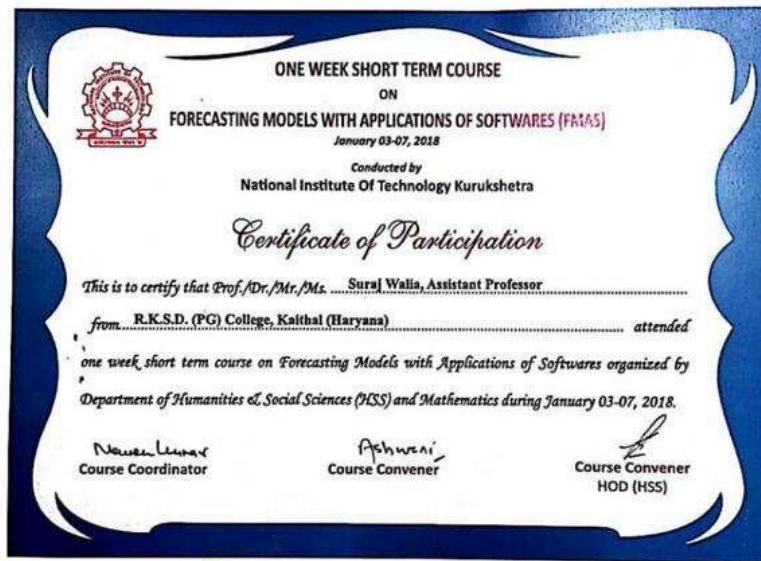 ONE WEEK SHORT TERM COURSE
ON
FORECASTING MODELS WITH APPLICATIONS OF SOFTWARES (FMAS)
January 03-07, 2018
Conducted by
National Institute Of Technology Kurukshetra
Certificate of Participation
This is to certify that Prof./Dr./Mr./Ms. Suraj Walia, Assistant Professor
from R.K.S.D. (PG) College, Kaithal (Haryana) attended
one week short term course on Forecasting Models with Applications of Softwares organized by
Department of Humanities & Social Sciences (HSS) and Mathematics during January 03-07, 2018.
Ashwani
Course Coordinator Course Convener Course Convener
HOD (HSS)